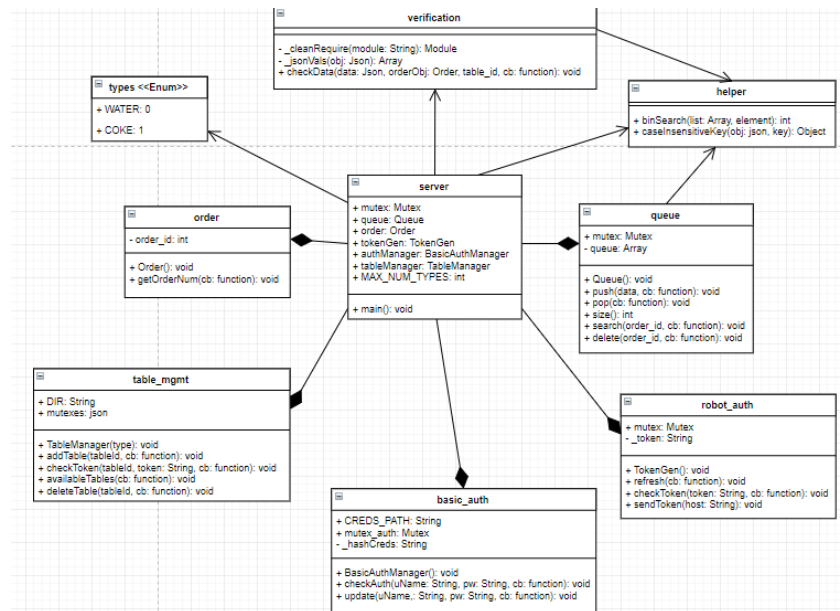 verification
- _cleanRequire(module: String): Module
- _jsonVals(obj: Json): Array
+ checkData(data: Json, orderObj: Order, table_id, cb: function): void
types <<Enum>>
+ WATER: 0
+ COKE: 1
helper
+ binSearch(list: Array, element): int
+ caseInsensitiveKey(obj: json, key): Object
server
+ mutex: Mutex
+ queue: Queue
+ order: Order
+ tokenGen: TokenGen
+ authManager: BasicAuthManager
+ tableManager: TableManager
+ MAX_NUM_TYPES: int
+ main(): void
order
- order_id: int
+ Order(): void
+ getOrderNum(cb: function): void
queue
+ mutex: Mutex
- queue: Array
+ Queue(): void
+ push(data, cb: function): void
+ pop(cb: function): void
+ size(): int
+ search(order_id, cb: function): void
+ delete(order_id, cb: function): void
table_mgmt
+ DIR: String
+ mutexes: json
+ TableManager(type): void
+ addTable(tableId, cb: function): void
+ checkToken(tableId, token: String, cb: function): void
+ availableTables(cb: function): void
+ deleteTable(tableId, cb: function): void
robot_auth
+ mutex: Mutex
- _token: String
+ TokenGen(): void
+ refresh(cb: function): void
+ checkToken(token: String, cb: function): void
+ sendToken(host: String): void
basic_auth
+ CREDS_PATH: String
+ mutex_auth: Mutex
- _hashCreds: String
+ BasicAuthManager(): void
+ checkAuth(uName: String, pw: String, cb: function): void
+ update(uName,: String, pw: String, cb: function): void